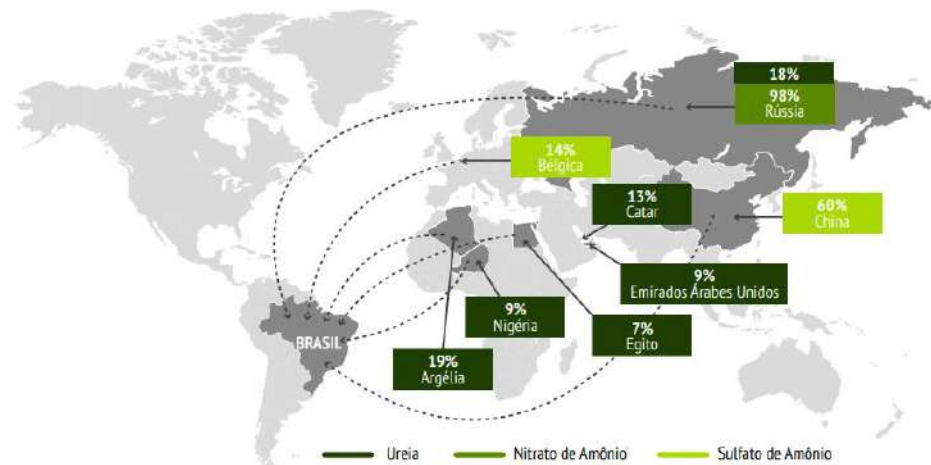 18%
98%
Rússia
14%
Bélgica
13%
Catar
60%
China
9%
Emirados Árabes Unidos
9%
Nigéria
7%
Egito
BRASIL
19%
Argélia
Ureia
Nitrato de Amônio
Sulfato de Amônio